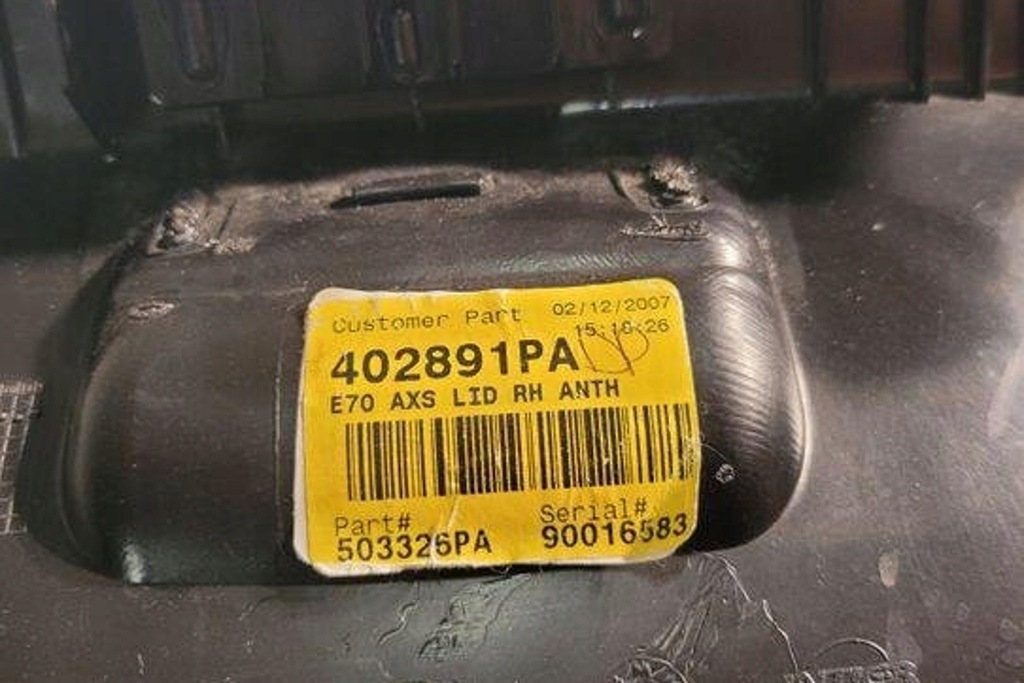 Customer Part 02/12/2007
15:16:26
402891PA
E70 AXS LID RH ANTH
Part# Serial#
503326PA 90016583